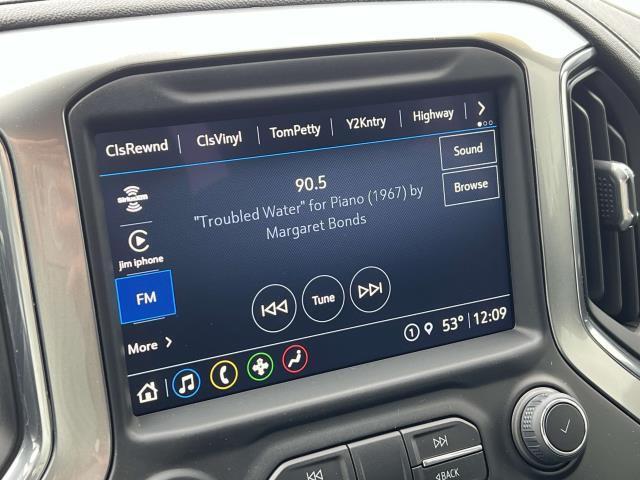 ClsRewnd | ClsVinyl | TomPetty | Y2Kntry | Highway
SiriusXM
jim iphone
FM
More >
90.5
"Troubled Water" for Piano (1967) by
Margaret Bonds
Sound
Browse
Tune
1 53° 12:09
BACK